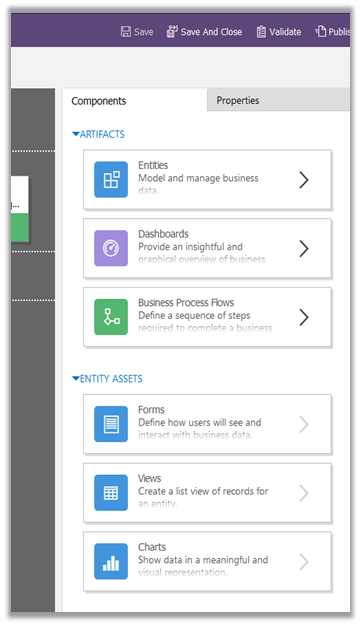 Save Save And Close Validate Publis
Components Properties
ARTIFACTS
Entities
Model and manage business
data.
Dashboards
Provide an insightful and
graphical overview of business
Business Process Flows
Define a sequence of steps
required to complete a business
ENTITY ASSETS
Forms
Define how users will see and
interact with business data.
Views
Create a list view of records for
an entity.
Charts
Show data in a meaningful and
visual representation.